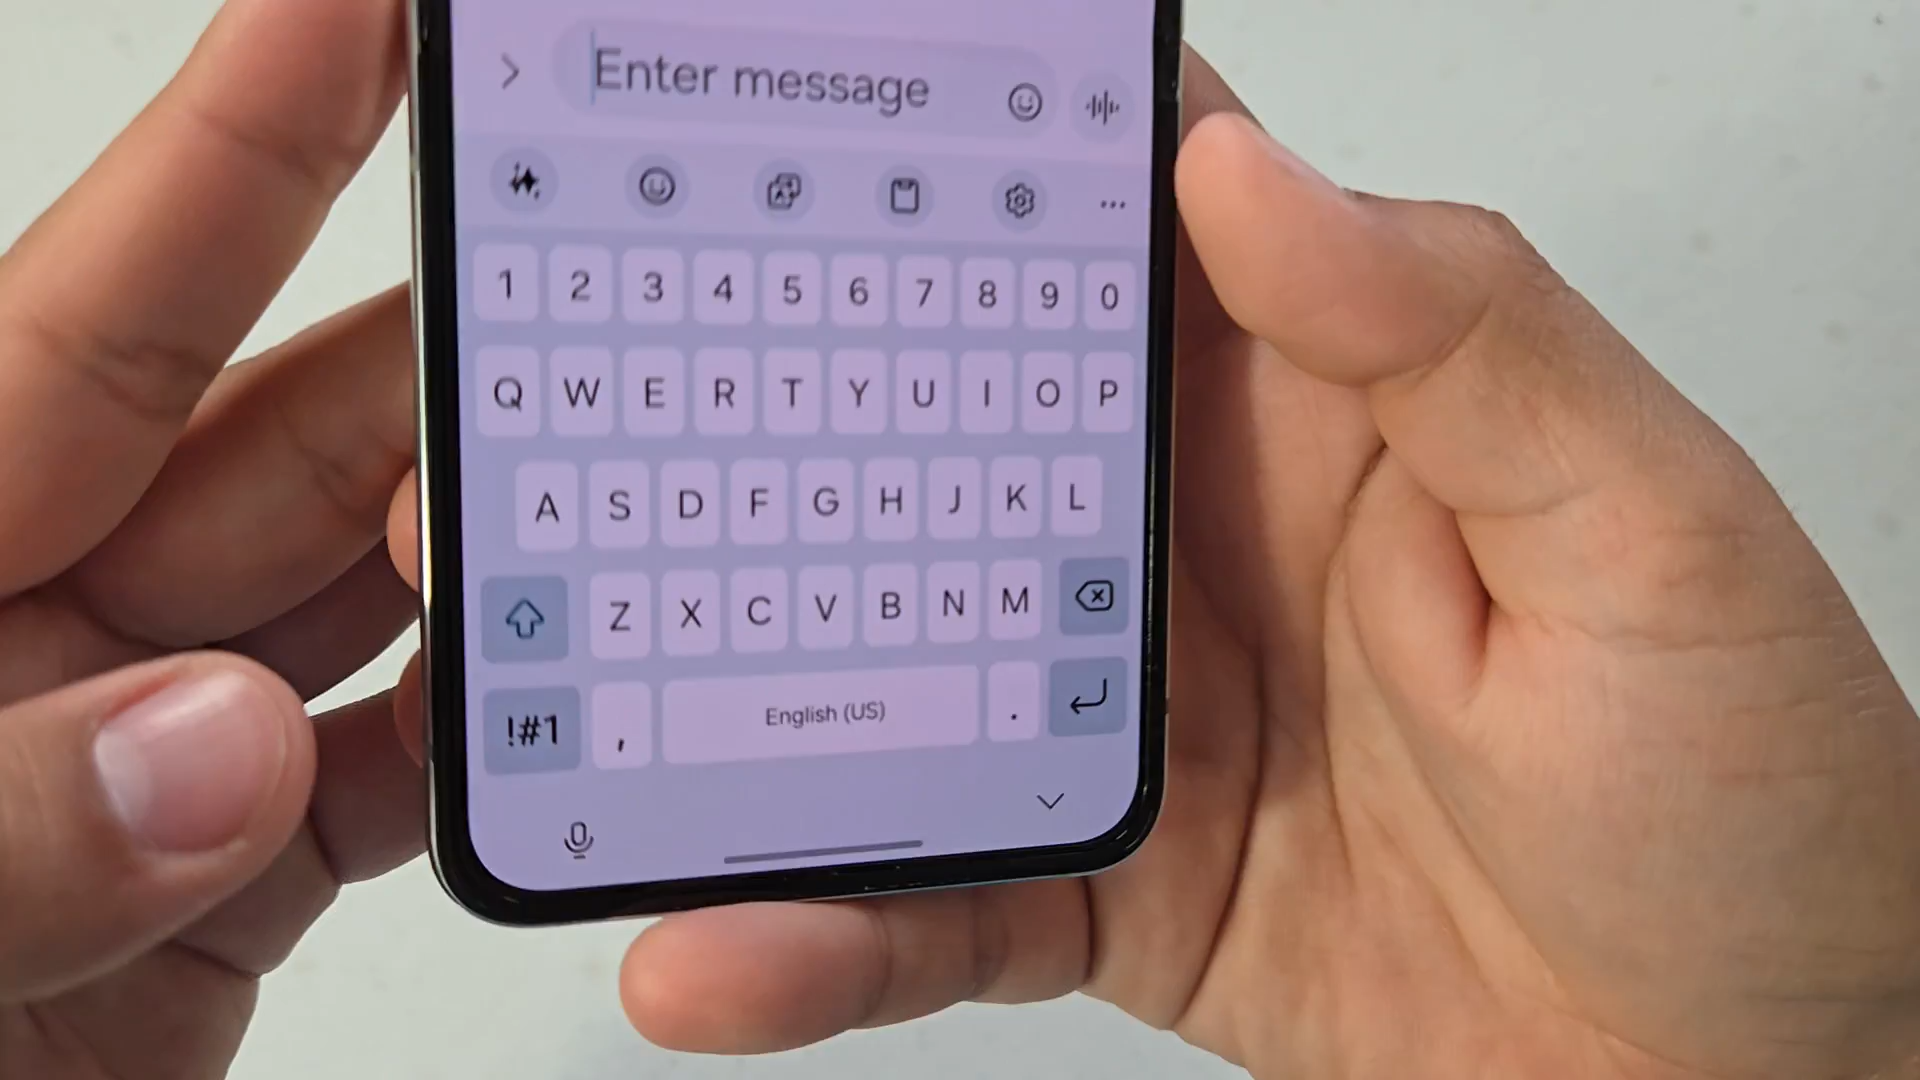 Enter message
1 2 3 4 5 6 7 8 9 0
Q W E R T Y U I O P
A S D F G H J K L
Z X C V B N M
!#1 , English (US) .